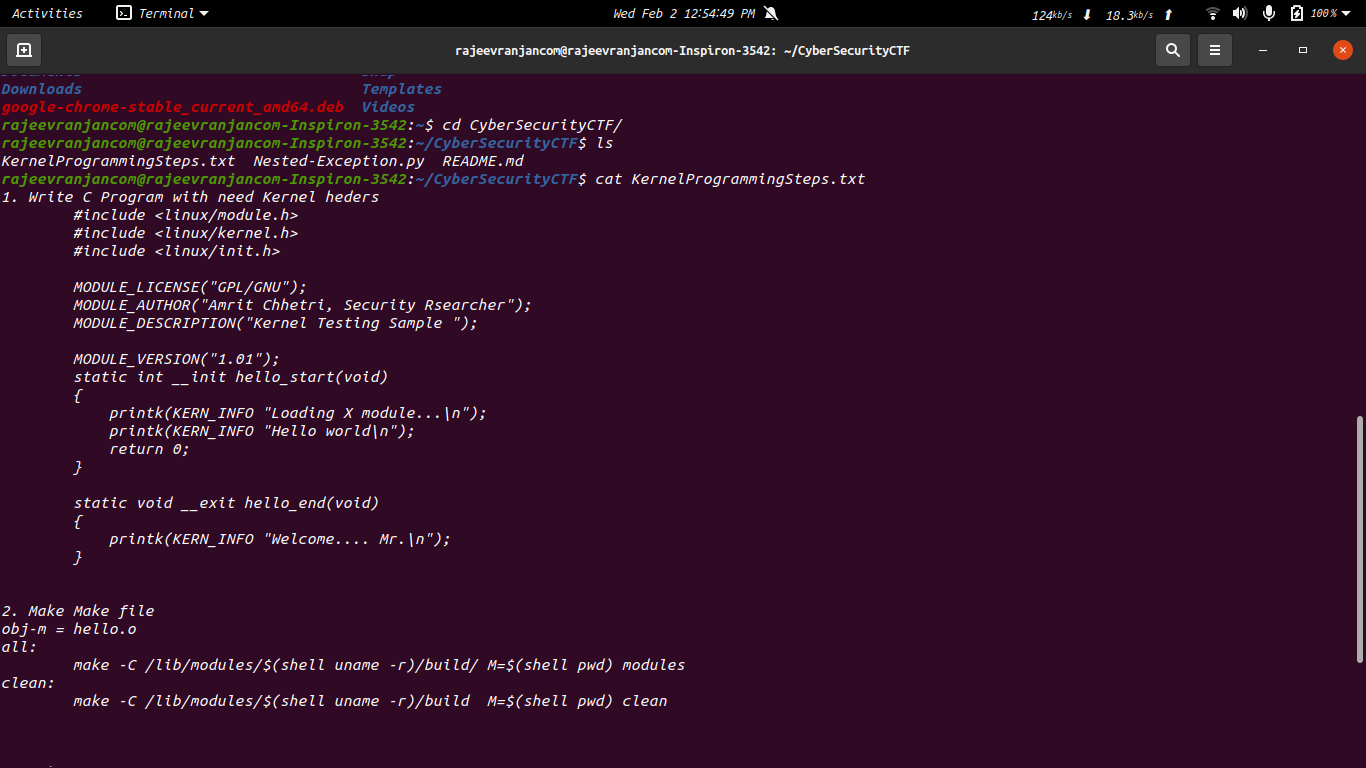 Activities Terminal Wed Feb 2 12:54:49 PM 124kb/s 18.3kb/s 100%
rajeevranjancom@rajeevranjancom-Inspiron-3542: ~/CyberSecurityCTF
Downloads Templates
google-chrome-stable_current_amd64.deb Videos
rajeevranjancom@rajeevranjancom-Inspiron-3542:~$ cd CyberSecurityCTF/
rajeevranjancom@rajeevranjancom-Inspiron-3542:~/CyberSecurityCTF$ ls
KernelProgrammingSteps.txt Nested-Exception.py README.md
rajeevranjancom@rajeevranjancom-Inspiron-3542:~/CyberSecurityCTF$ cat KernelProgrammingSteps.txt
1. Write C Program with need Kernel heders
#include <linux/module.h>
#include <linux/kernel.h>
#include <linux/init.h>
MODULE_LICENSE("GPL/GNU");
MODULE_AUTHOR("Amrit Chhetri, Security Rsearcher");
MODULE_DESCRIPTION("Kernel Testing Sample ");
MODULE_VERSION("1.01");
static int __init hello_start(void)
{
printk(KERN_INFO "Loading X module...\n");
printk(KERN_INFO "Hello world\n");
return 0;
}
static void __exit hello_end(void)
{
printk(KERN_INFO "Welcome.... Mr.\n");
}
2. Make Make file
obj-m = hello.o
all:
make -C /lib/modules/$(shell uname -r)/build/ M=$(shell pwd) modules
clean:
make -C /lib/modules/$(shell uname -r)/build  M=$(shell pwd) clean